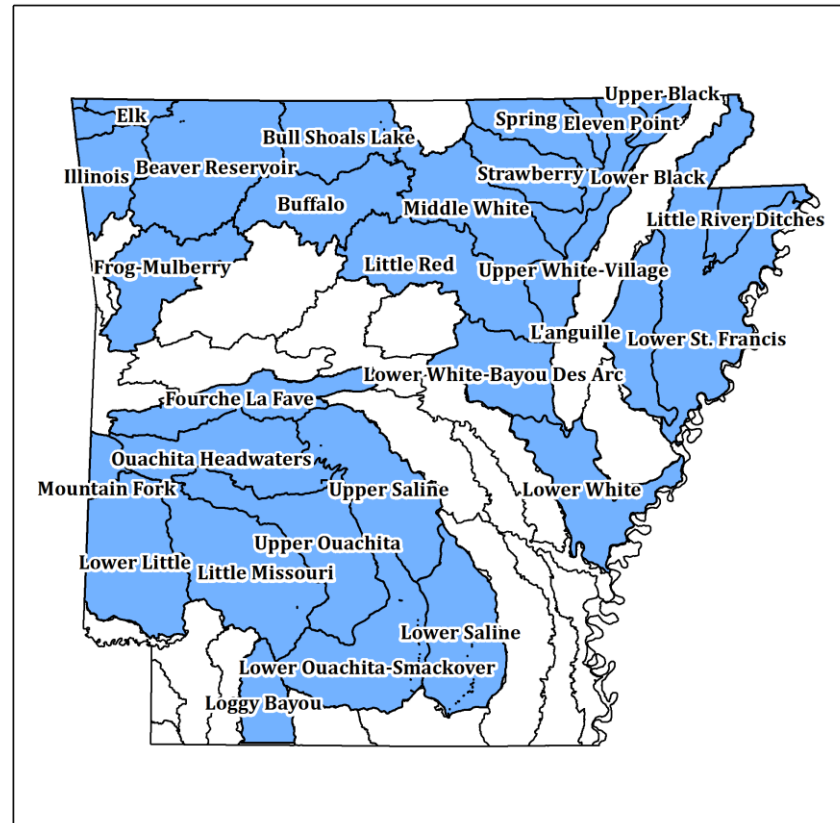 Upper Black
Elk
Spring
Eleven Point
Bull Shoals Lake
Illinois
Beaver Reservoir
Strawberry
Lower Black
Buffalo
Middle White
Little River Ditches
Frog-Mulberry
Little Red
Upper White-Village
L'anguille
Lower St. Francis
Lower White-Bayou Des Arc
Fourche La Fave
Ouachita Headwaters
Mountain Fork
Upper Saline
Lower White
Upper Ouachita
Lower Little
Little Missouri
Lower Saline
Lower Ouachita-Smackover
Loggy Bayou